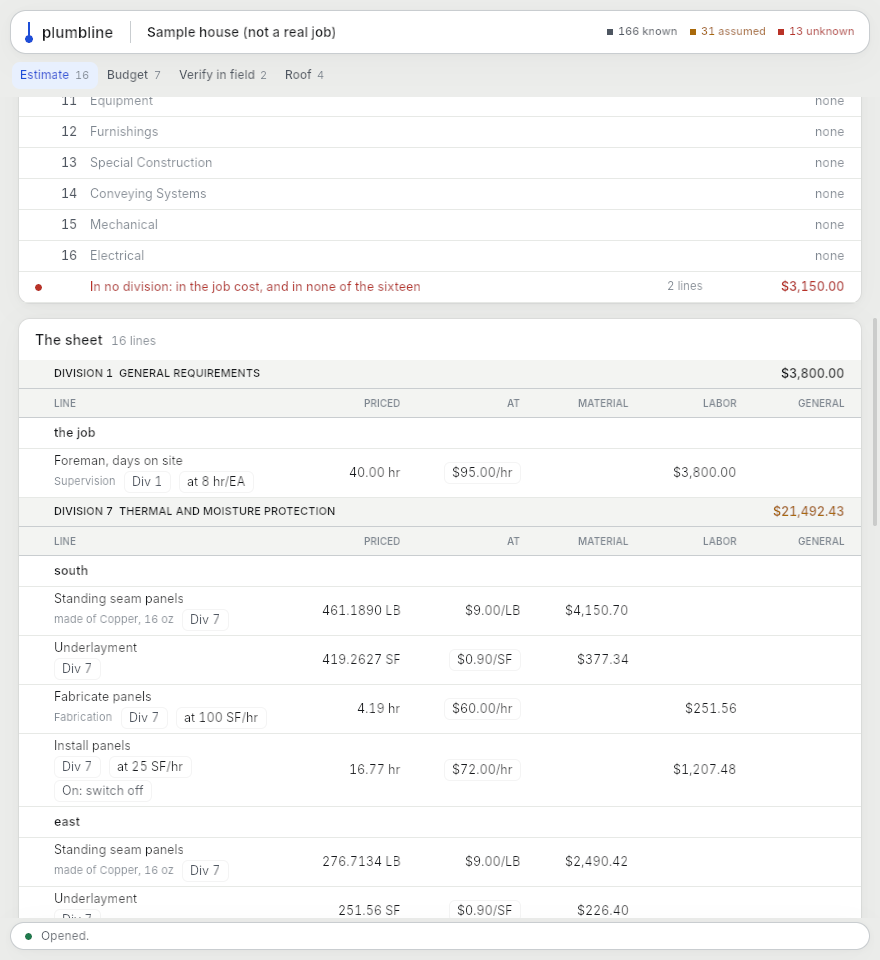 plumbline Sample house (not a real job) 166 known 31 assumed 13 unknown
Estimate 16 Budget 7 Verify in field 2 Roof 4
11 Equipment none
12 Furnishings none
13 Special Construction none
14 Conveying Systems none
15 Mechanical none
16 Electrical none
In no division: in the job cost, and in none of the sixteen 2 lines $3,150.00
The sheet 16 lines
DIVISION 1 GENERAL REQUIREMENTS $3,800.00
LINE PRICED AT MATERIAL LABOR GENERAL
the job
Foreman, days on site
Supervision Div 1 at 8 hr/EA 40.00 hr $95.00/hr $3,800.00
DIVISION 7 THERMAL AND MOISTURE PROTECTION $21,492.43
LINE PRICED AT MATERIAL LABOR GENERAL
south
Standing seam panels
made of Copper, 16 oz Div 7 461.1890 LB $9.00/LB $4,150.70
Underlayment
Div 7 419.2627 SF $0.90/SF $377.34
Fabricate panels
Fabrication Div 7 at 100 SF/hr 4.19 hr $60.00/hr $251.56
Install panels
Div 7 at 25 SF/hr 16.77 hr $72.00/hr $1,207.48
On: switch off
east
Standing seam panels
made of Copper, 16 oz Div 7 276.7134 LB $9.00/LB $2,490.42
Underlayment
Div 7 251.56 SF $0.90/SF $226.40
Opened.